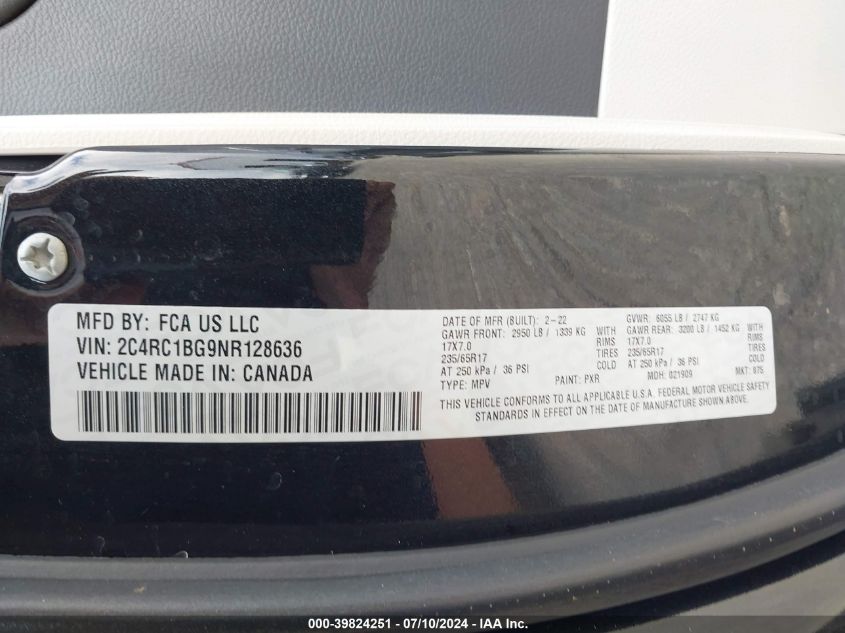 MFD BY: FCA US LLC
VIN: 2C4RC1BG9NR128636
VEHICLE MADE IN: CANADA
DATE OF MFR (BUILT): 2-22 GVWR: 6055 LB / 2747 KG
GAWR FRONT: 2950 LB / 1339 KG WITH GAWR REAR: 3200 LB / 1452 KG WITH
17X7.0 RIMS 17X7.0 RIMS
235/65R17 TIRES 235/65R17 TIRES
AT 250 kPa / 36 PSI AT 250 kPa / 36 PSI
TYPE: MPV PAINT: PXR MDH: 021909 MKT: 875
THIS VEHICLE CONFORMS TO ALL APPLICABLE U.S.A. FEDERAL MOTOR VEHICLE SAFETY
STANDARDS IN EFFECT ON THE DATE OF MANUFACTURE SHOWN ABOVE.
000-39824251 / 07/10/2024 - © IAA Inc.